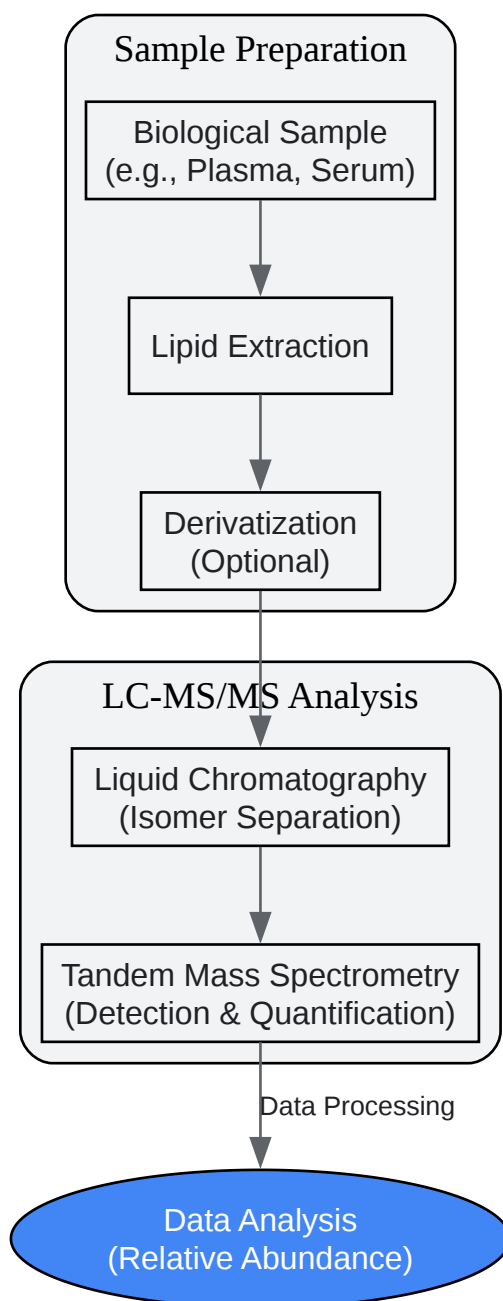 Sample Preparation
Biological Sample
(e.g., Plasma, Serum)
Lipid Extraction
Derivatization
(Optional)
LC-MS/MS Analysis
Liquid Chromatography
(Isomer Separation)
Tandem Mass Spectrometry
(Detection & Quantification)
Data Processing
Data Analysis
(Relative Abundance)